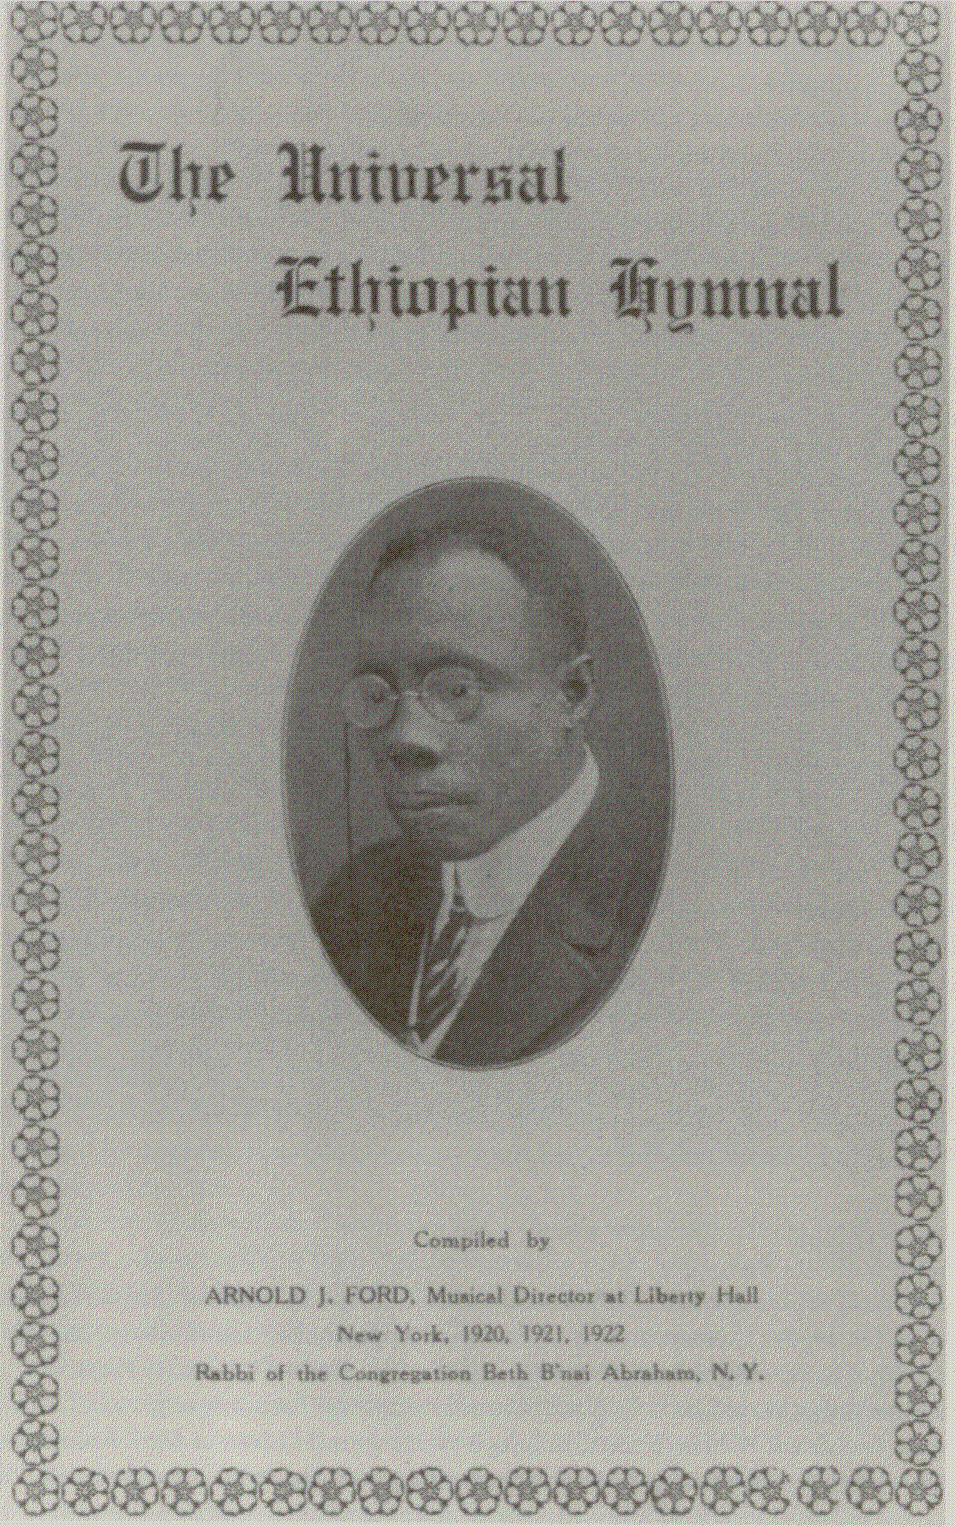 The Universal
Ethiopian Hymnal
Compiled by
ARNOLD J. FORD, Musical Director at Liberty Hall
New York, 1920, 1921, 1922
Rabbi of the Congregation Beth B'nai Abraham, N. Y.